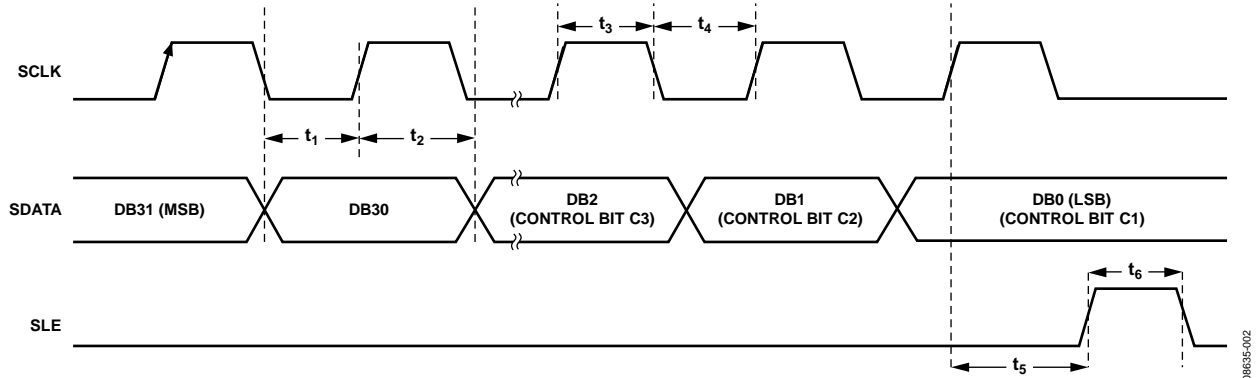 t3
t4
SCLK
t1
t2
SDATA
DB31 (MSB)
DB30
DB2
(CONTROL BIT C3)
DB1
(CONTROL BIT C2)
DB0 (LSB)
(CONTROL BIT C1)
t6
SLE
t5
08635-002